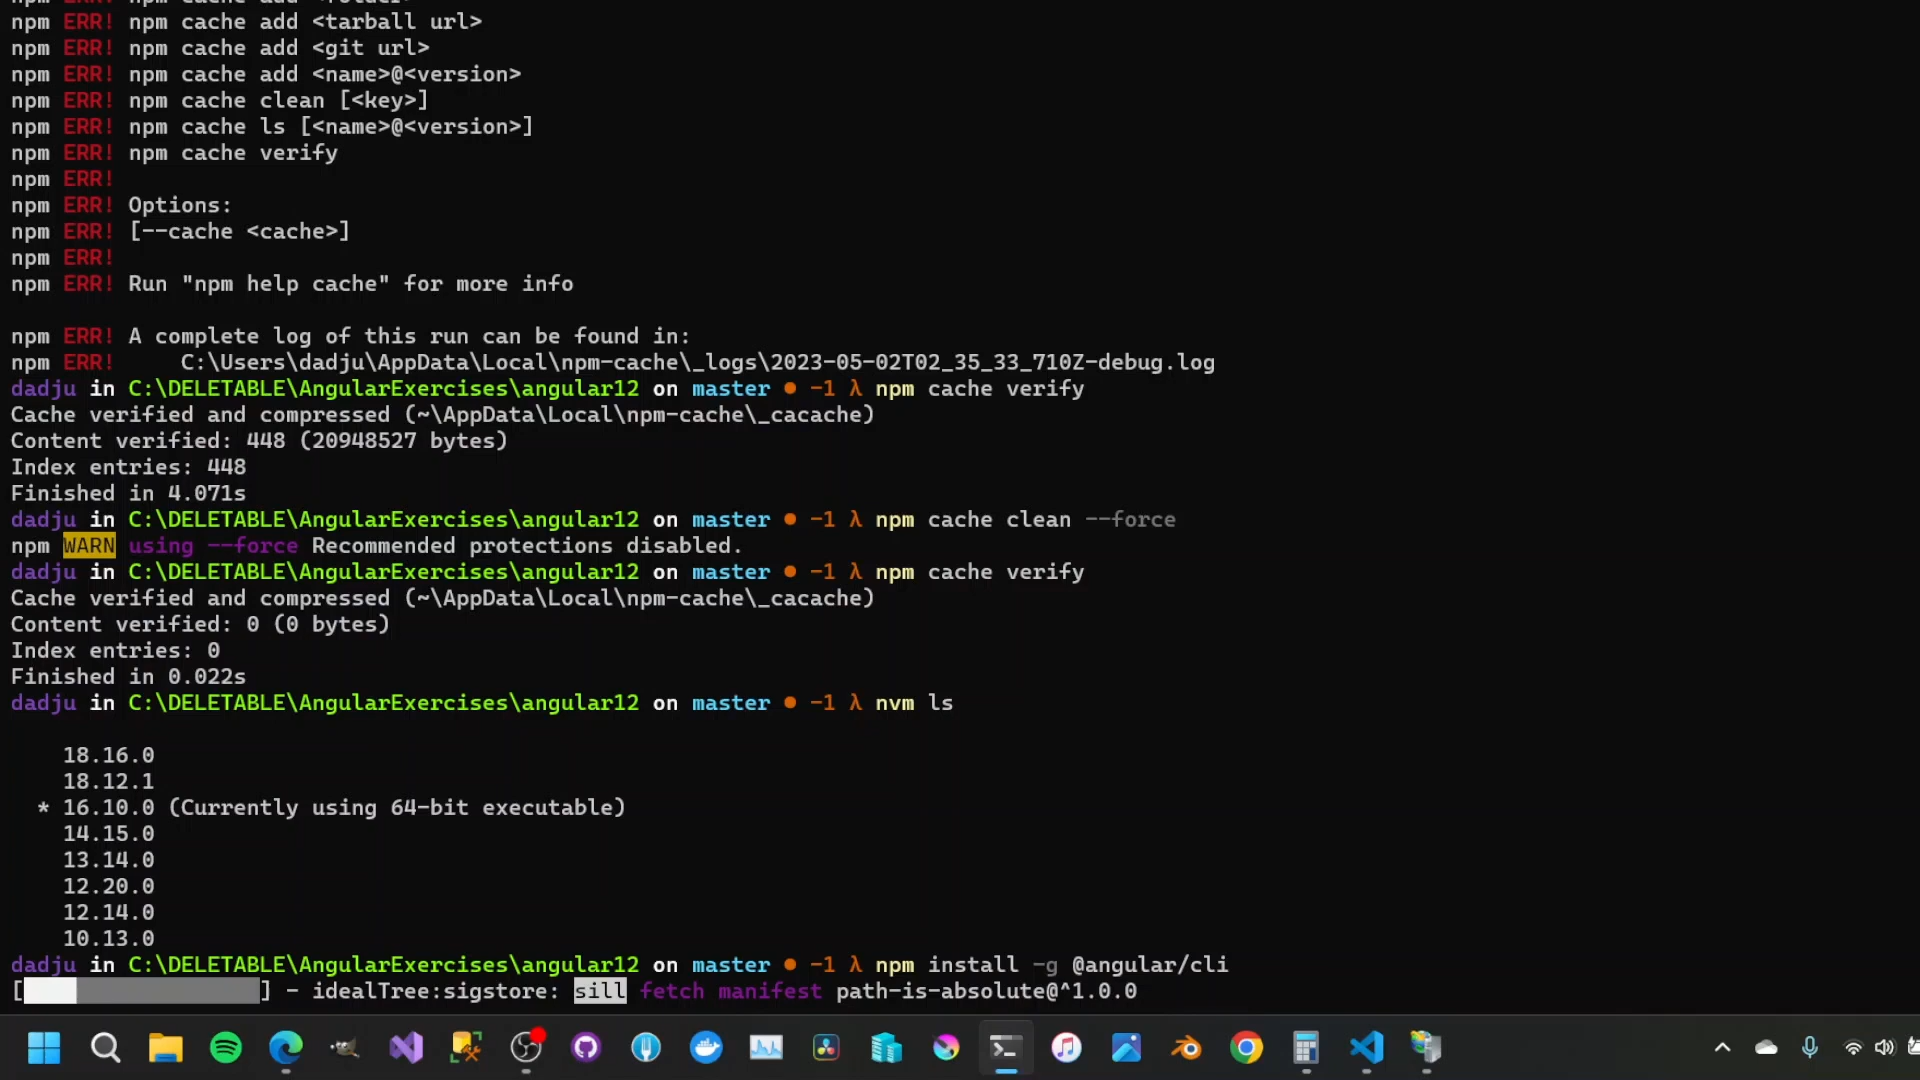 npm ERR! npm cache add <folder>
npm ERR! npm cache add <tarball url>
npm ERR! npm cache add <git url>
npm ERR! npm cache add <name>@<version>
npm ERR! npm cache clean [<key>]
npm ERR! npm cache ls [<name>@<version>]
npm ERR! npm cache verify
npm ERR!
npm ERR! Options:
npm ERR! [--cache <cache>]
npm ERR!
npm ERR! Run "npm help cache" for more info
npm ERR! A complete log of this run can be found in:
npm ERR!     C:\Users\dadju\AppData\Local\npm-cache\_logs\2023-05-02T02_35_33_710Z-debug.log
dadju in C:\DELETABLE\AngularExercises\angular12 on master ● -1 λ npm cache verify
Cache verified and compressed (~\AppData\Local\npm-cache\_cacache)
Content verified: 448 (20948527 bytes)
Index entries: 448
Finished in 4.071s
dadju in C:\DELETABLE\AngularExercises\angular12 on master ● -1 λ npm cache clean --force
npm WARN using --force Recommended protections disabled.
dadju in C:\DELETABLE\AngularExercises\angular12 on master ● -1 λ npm cache verify
Cache verified and compressed (~\AppData\Local\npm-cache\_cacache)
Content verified: 0 (0 bytes)
Index entries: 0
Finished in 0.022s
dadju in C:\DELETABLE\AngularExercises\angular12 on master ● -1 λ nvm ls
18.16.0
18.12.1
* 16.10.0 (Currently using 64-bit executable)
14.15.0
13.14.0
12.20.0
12.14.0
10.13.0
dadju in C:\DELETABLE\AngularExercises\angular12 on master ● -1 λ npm install -g @angular/cli
[          ] - idealTree:sigstore: sill fetch manifest path-is-absolute@^1.0.0